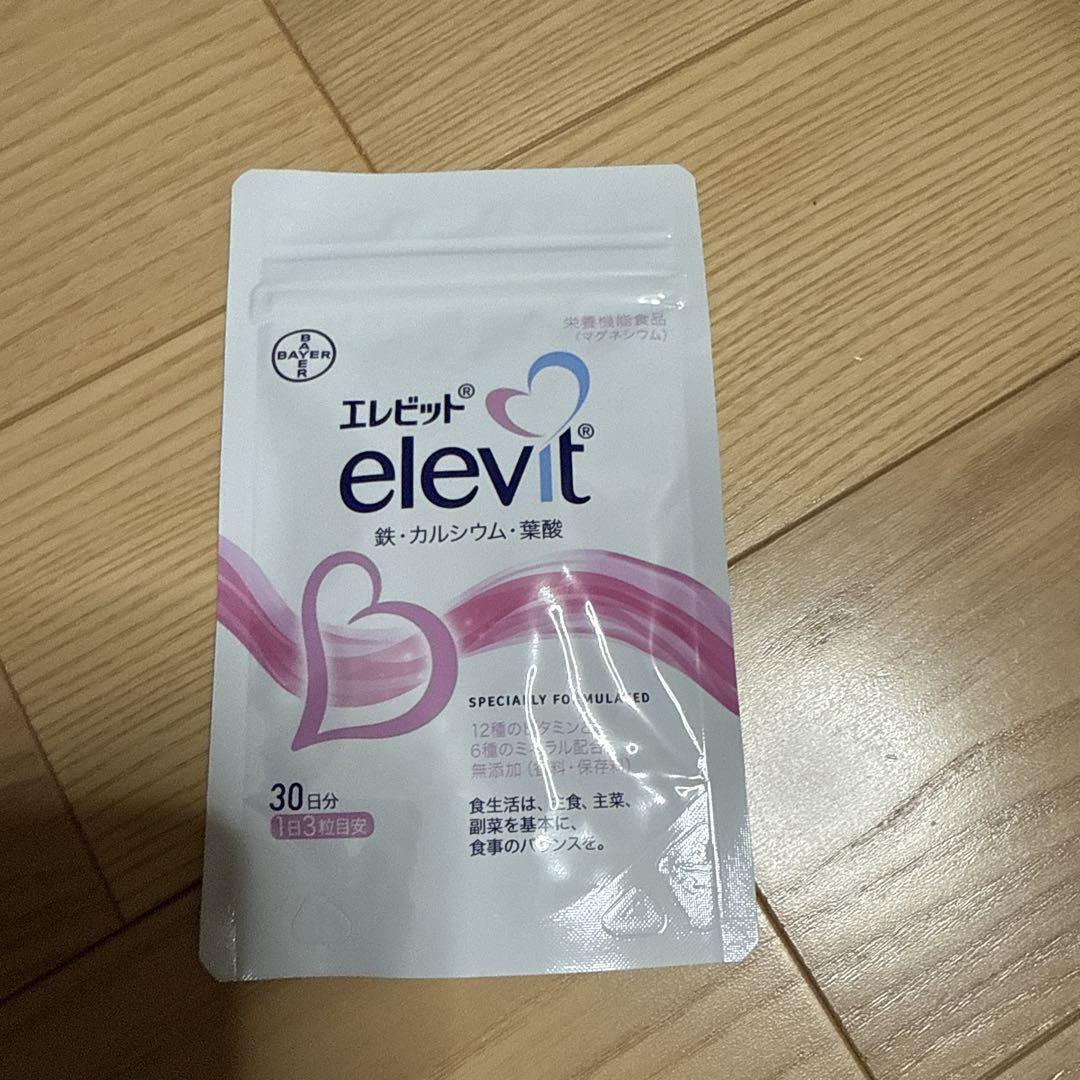 栄養機能食品
(マグネシウム)
BAYER
BAYER
エレビット®
elevit®
鉄・カルシウム・葉酸
SPECIALLY FORMULATED
12種のビタミンと
6種のミネラル配合
無添加（香料・保存料）
30日分
1日3粒目安
食生活は、主食、主菜、
副菜を基本に、
食事のバランスを。